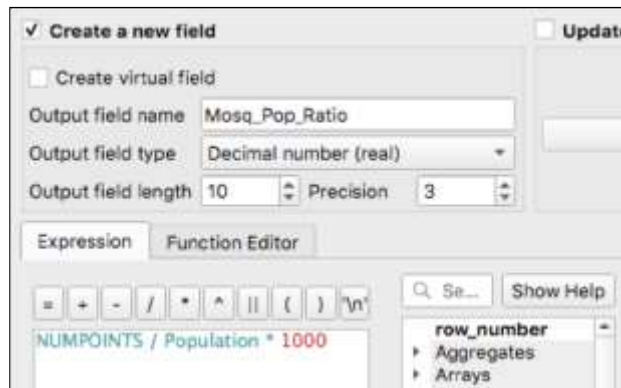 Create a new field
Update
Create virtual field
Output field name Mosq_Pop_Ratio
Output field type Decimal number (real)
Output field length 10 Precision 3
Expression Function Editor
= + - / * ^ || ( ) '\n'
Se... Show Help
NUMPOINTS / Population * 1000
row_number
Aggregates
Arrays